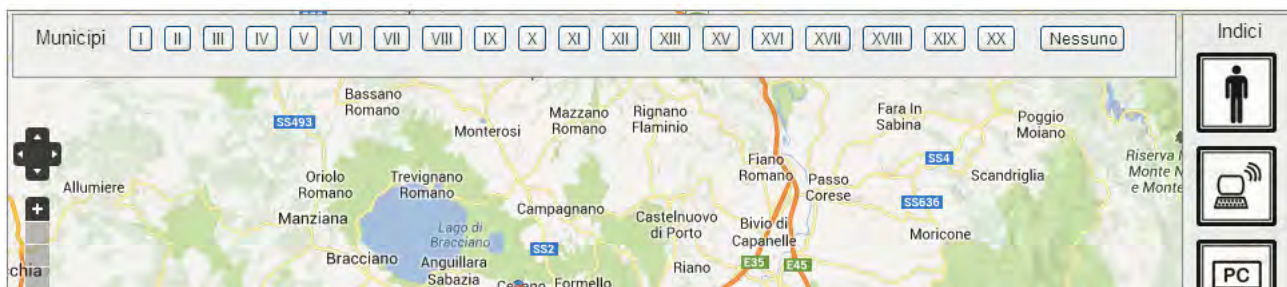 Municipi I II III IV V VI VII VIII IX X XI XII XIII XV XVI XVII XVIII XIX XX Nessuno
Indici
Bassano
Romano
SS493
Monterosi
Mazzano
Romano
Rignano
Flaminio
Fara In
Sabina
Poggio
Moiano
Allumiere
Oriolo
Romano
Trevignano
Romano
Fiano
Romano
Passo
Corese
SS4
Scandriglia
Riserva
Monte
e Monte
Manziana
Campagnano
Castelnuovo
di Porto
Bivio di
Capanelle
SS636
Moricone
Lago di
Bracciano
SS2
Bracciano
Anguillara
Sabazia
Formello
Riano
E35
E45
chia
PC